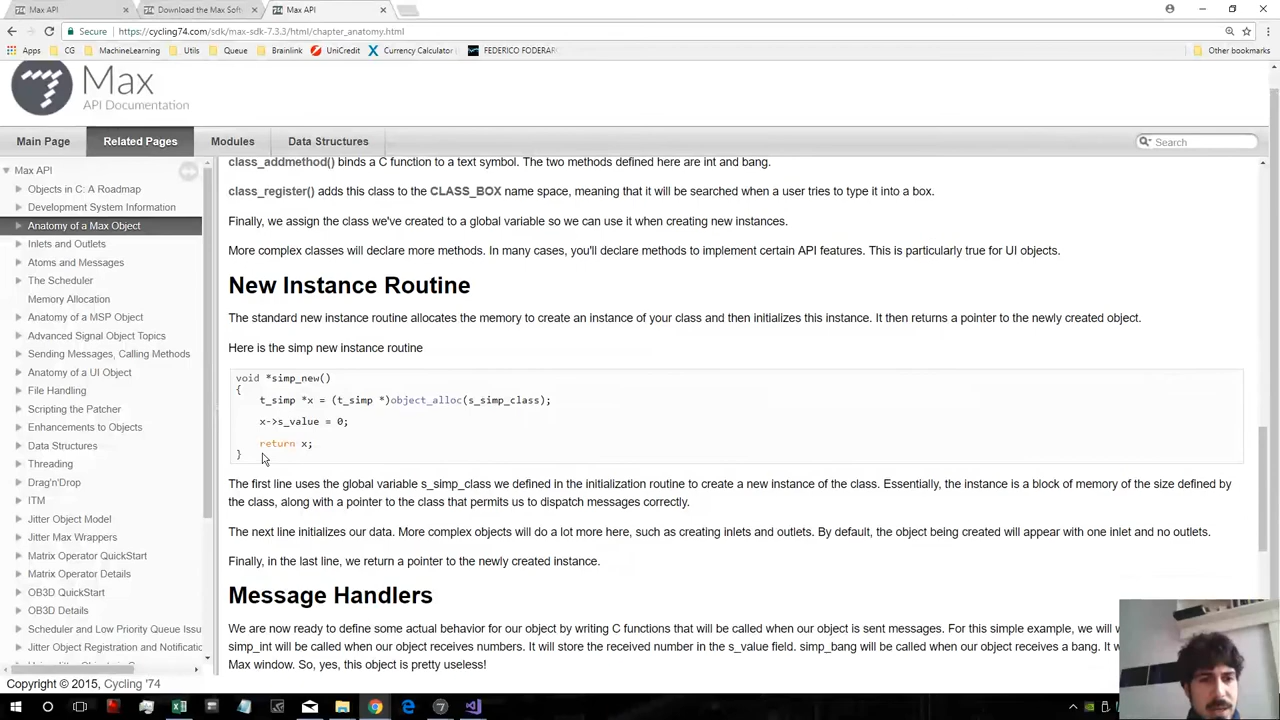 Max API
Download the Max Soft
Max API
Secure
https://cycling74.com/sdk/max-sdk-7.3.3/html/chapter_anatomy.html
Apps
CG
MachineLearning
Utils
Queue
Brainlink
UniCredit
Currency Calculator
FEDERICO FODERAR
Other bookmarks
Max
API Documentation
Main Page
Related Pages
Modules
Data Structures
Search
Max API
Objects in C: A Roadmap
Development System Information
Anatomy of a Max Object
Inlets and Outlets
Atoms and Messages
The Scheduler
Memory Allocation
Anatomy of a MSP Object
Advanced Signal Object Topics
Sending Messages, Calling Methods
Anatomy of a UI Object
File Handling
Scripting the Patcher
Enhancements to Objects
Data Structures
Threading
Drag'n'Drop
ITM
Jitter Object Model
Jitter Max Wrappers
Matrix Operator QuickStart
Matrix Operator Details
OB3D QuickStart
OB3D Details
Scheduler and Low Priority Queue Issu
Jitter Object Registration and Notificatio
class_addmethod() binds a C function to a text symbol. The two methods defined here are int and bang.
class_register() adds this class to the CLASS_BOX name space, meaning that it will be searched when a user tries to type it into a box.
Finally, we assign the class we've created to a global variable so we can use it when creating new instances.
More complex classes will declare more methods. In many cases, you'll declare methods to implement certain API features. This is particularly true for UI objects.
New Instance Routine
The standard new instance routine allocates the memory to create an instance of your class and then initializes this instance. It then returns a pointer to the newly created object.
Here is the simp new instance routine
void *simp_new()
{
t_simp *x = (t_simp *)object_alloc(s_simp_class);
x->s_value = 0;
return x;
}
The first line uses the global variable s_simp_class we defined in the initialization routine to create a new instance of the class. Essentially, the instance is a block of memory of the size defined by
the class, along with a pointer to the class that permits us to dispatch messages correctly.
The next line initializes our data. More complex objects will do a lot more here, such as creating inlets and outlets. By default, the object being created will appear with one inlet and no outlets.
Finally, in the last line, we return a pointer to the newly created instance.
Message Handlers
We are now ready to define some actual behavior for our object by writing C functions that will be called when our object is sent messages. For this simple example, we will w
simp_int will be called when our object receives numbers. It will store the received number in the s_value field. simp_bang will be called when our object receives a bang. It w
Max window. So, yes, this object is pretty useless!
Copyright © 2015, Cycling '74